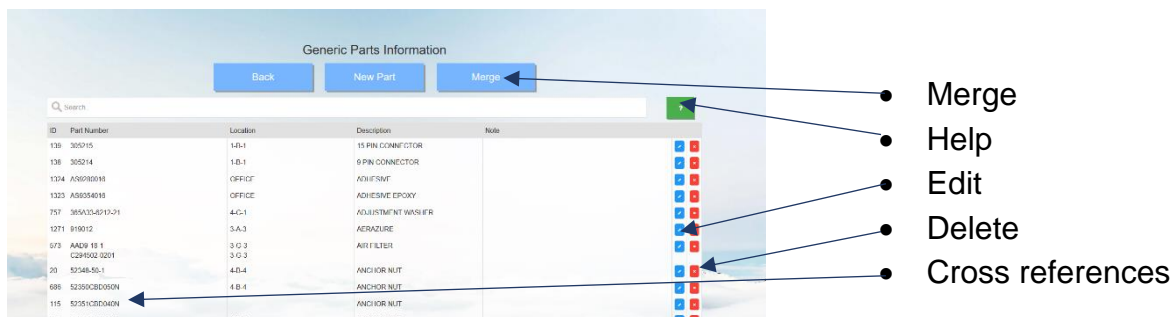 Generic Parts Information
Back New Part Merge
Search
?
ID Part Number Location Description Note
139 305215 1-B-1 15 PIN CONNECTOR
138 305214 1-B-1 9 PIN CONNECTOR
1324 AS9280016 OFFICE ADHESIVE
1323 AS9354016 OFFICE ADHESIVE EPOXY
757 365A33-6212-21 4-C-1 ADJUSTMENT WASHER
1271 919012 3-A-3 AERAZURE
673 AAD9-18-1 3-G-3 AIR FILTER
C294502-0201 3-G-3
20 52348-50-1 4-D-4 ANCHOR NUT
686 52350CBD050N 4-B-4 ANCHOR NUT
115 52351CBD040N ANCHOR NUT
Merge
Help
Edit
Delete
Cross references